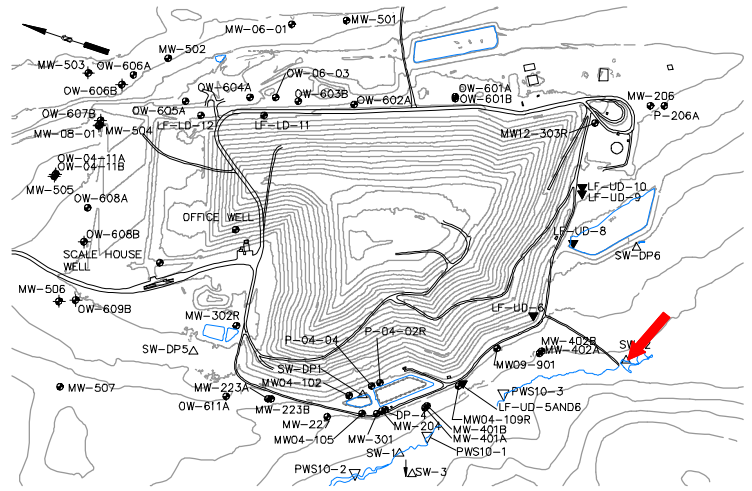 MW-06-01
MW-501
MW-502
MW-503
OW-606A
OW-606B
OW-06-03
OW-604A
OW-603B
OW-602A
OW-601A
OW-601B
MW-206
P-206A
OW-605A
LF-LD-12
LF-LD-11
OW-607B
MW-504
MW-08-01
MW12-303R
OW-04-11A
OW-04-11B
MW-505
OW-608A
LF-UD-10
LF-UD-9
OFFICE WELL
OW-608B
LF-UD-8
SCALE HOUSE
WELL
SW-DP6
MW-506
OW-609B
LF-UD-6
MW-302R
P-04-04
P-04-02R
MW-402B
MW-402A
SW-DP5
SW-DP1
MW09-901
MW-507
MW-223A
MW04-102
PWS10-3
OW-611A
MW-223B
LF-UD-5AND6
MW-227
DP-4
MW04-109R
MW04-105
MW-204
MW-401B
MW-301
MW-401A
SW-1
PWS10-1
PWS10-2
SW-3